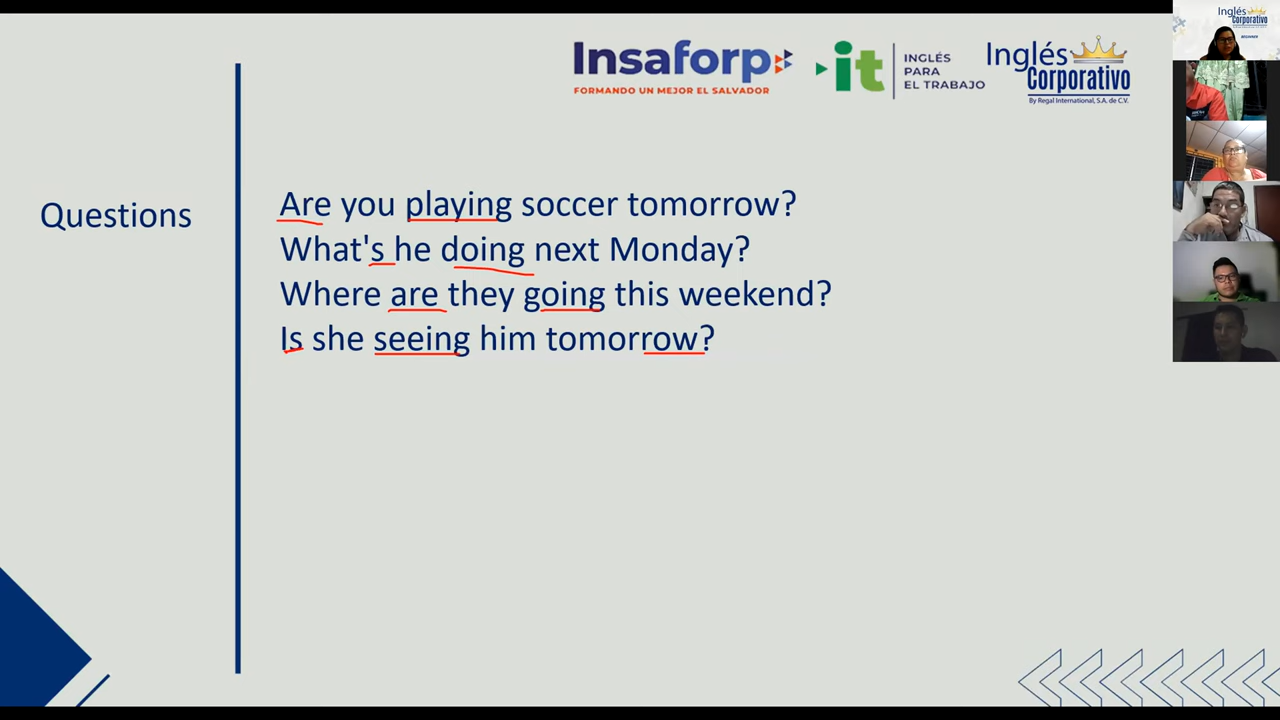 Insaforp
FORMANDO UN MEJOR EL SALVADOR
it
INGLÉS
PARA
EL TRABAJO
Inglés
Corporativo
By Regal International, S.A. de C.V.
Inglés
Corporativo
BEGINNER
Questions
Are you playing soccer tomorrow?
What's he doing next Monday?
Where are they going this weekend?
Is she seeing him tomorrow?